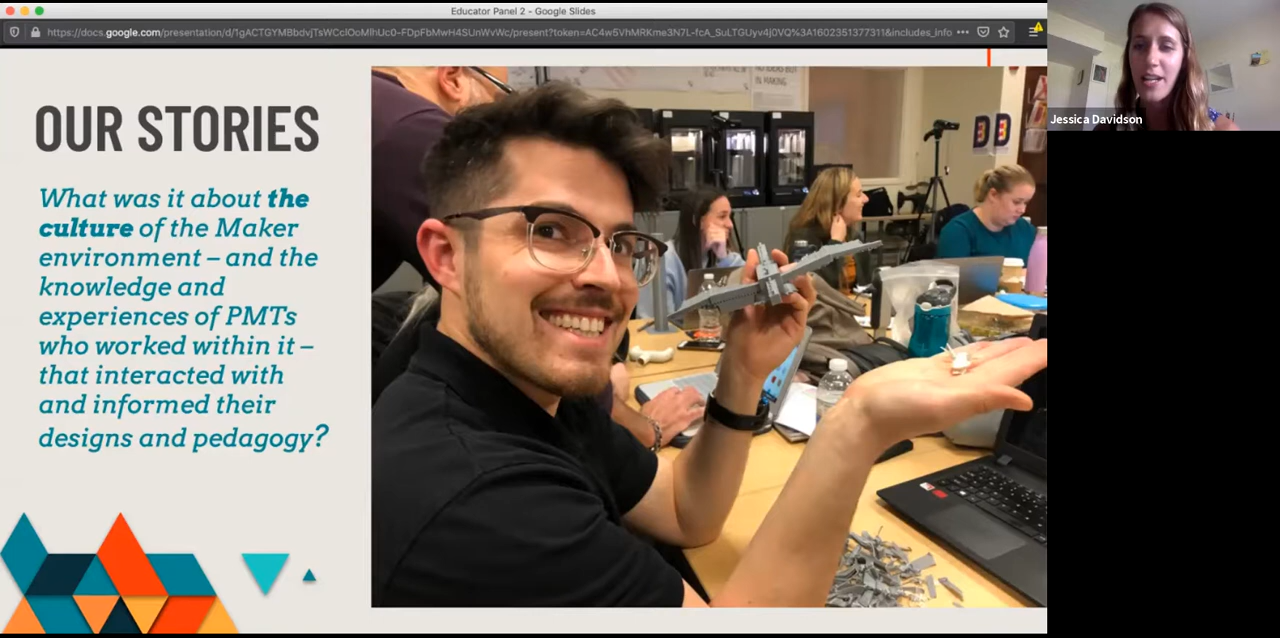 Educator Panel 2 - Google Slides
https://docs.google.com/presentation/d/1gACTGYMBbdvjTsWCclOoMlhUc0-FDpFbMwH4SUnWvWc/present?token=AC4w5VhMRKme3N7L-fcA_SuLTGUyv4j0VQ%3A1602351377311&includes_info
Jessica Davidson
OUR STORIES
What was it about the
culture of the Maker
environment – and the
knowledge and
experiences of PMTs
who worked within it –
that interacted with
and informed their
designs and pedagogy?
IN MAKING